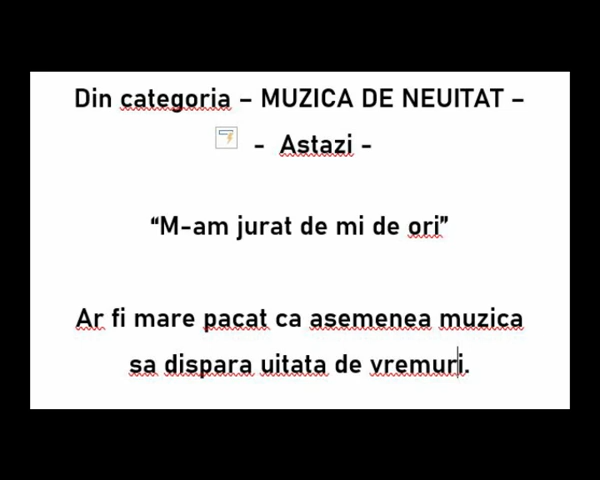 Din categoria – MUZICA DE NEUITAT –
- Astazi -
“M-am jurat de mi de ori”
Ar fi mare pacat ca asemenea muzica
sa dispara uitata de vremuri.